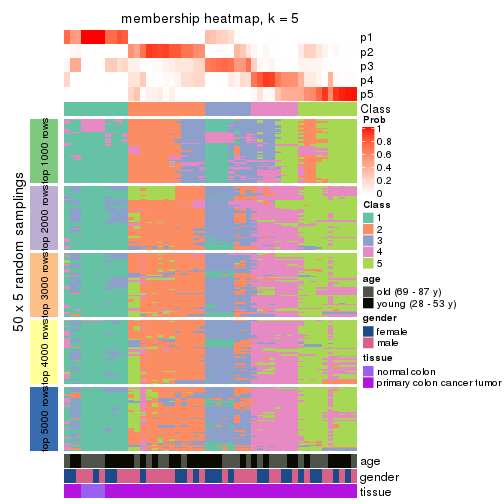 membership heatmap, k = 5
p1
p2
p3
p4
p5
Class
50 x 5 random samplings
top 1000 rows
top 2000 rows
top 3000 rows
top 4000 rows
top 5000 rows
Prob
1
0.8
0.6
0.4
0.2
0
Class
1
2
3
4
5
age
old (69 - 87 y)
young (28 - 53 y)
gender
female
male
tissue
normal colon
primary colon cancer tumor
age
gender
tissue